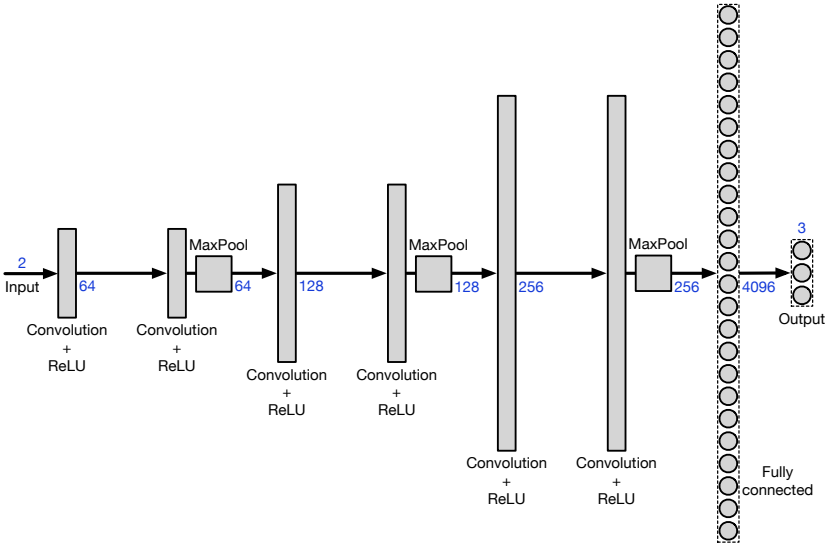 2
Input
64
Convolution
+
ReLU
MaxPool
64
Convolution
+
ReLU
128
Convolution
+
ReLU
MaxPool
128
Convolution
+
ReLU
256
Convolution
+
ReLU
MaxPool
256
Convolution
+
ReLU
4096
Fully
connected
3
Output